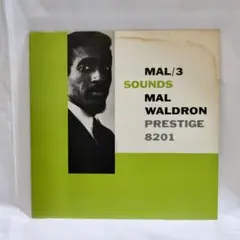 MAL/3
SOUNDS
MAL
WALDRON
PRESTIGE
8201